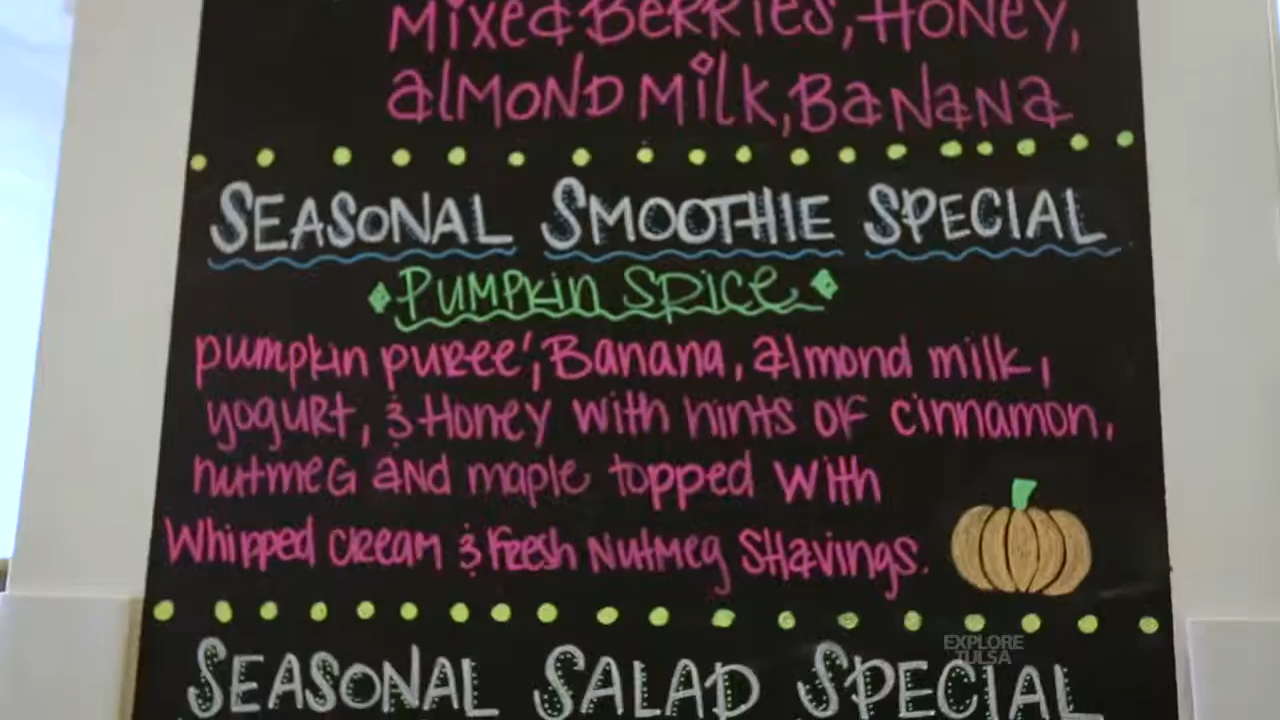 Mixed Berries, Honey,
almond milk, Banana
SEASONAL SMOOTHIE SPECIAL
Pumpkin Spice
pumpkin pureé, Banana, almond milk,
yogurt, & Honey with hints of cinnamon,
nutmeg and maple topped with
Whipped cream & Fresh Nutmeg Shavings.
EXPLORE
TULSA
SEASONAL SALAD SPECIAL